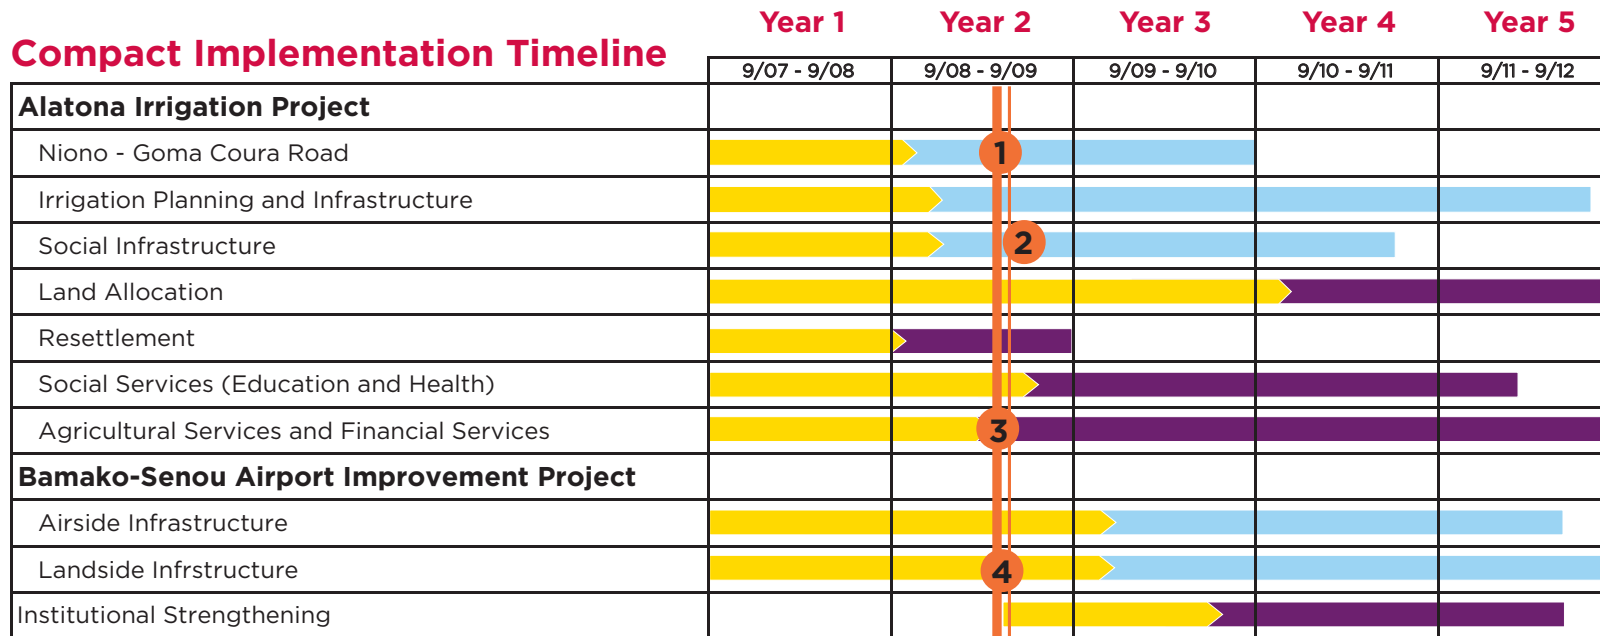 Year 1 Year 2 Year 3 Year 4 Year 5
Compact Implementation Timeline
9/07 - 9/08 9/08 - 9/09 9/09 - 9/10 9/10 - 9/11 9/11 - 9/12
Alatona Irrigation Project
Niono - Goma Coura Road 1
Irrigation Planning and Infrastructure
Social Infrastructure 2
Land Allocation
Resettlement
Social Services (Education and Health)
Agricultural Services and Financial Services 3
Bamako-Senou Airport Improvement Project
Airside Infrastructure
Landside Infrstructure 4
Institutional Strengthening